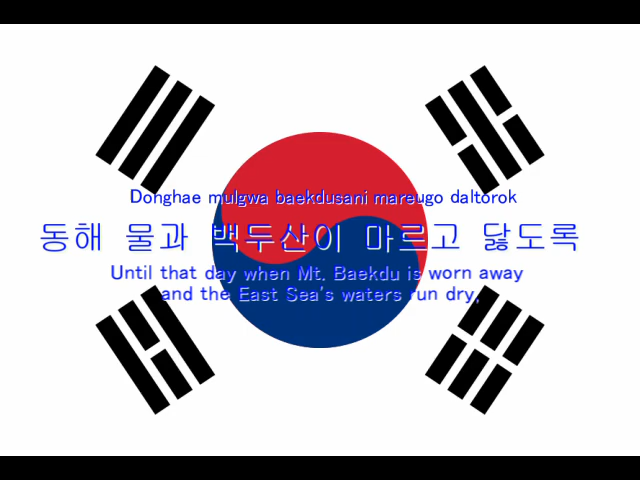 Donghae mulgwa baekdusani mareugo daltorok
동해 물과 백두산이 마르고 닳도록
Until that day when Mt. Baekdu is worn away
and the East Sea's waters run dry,